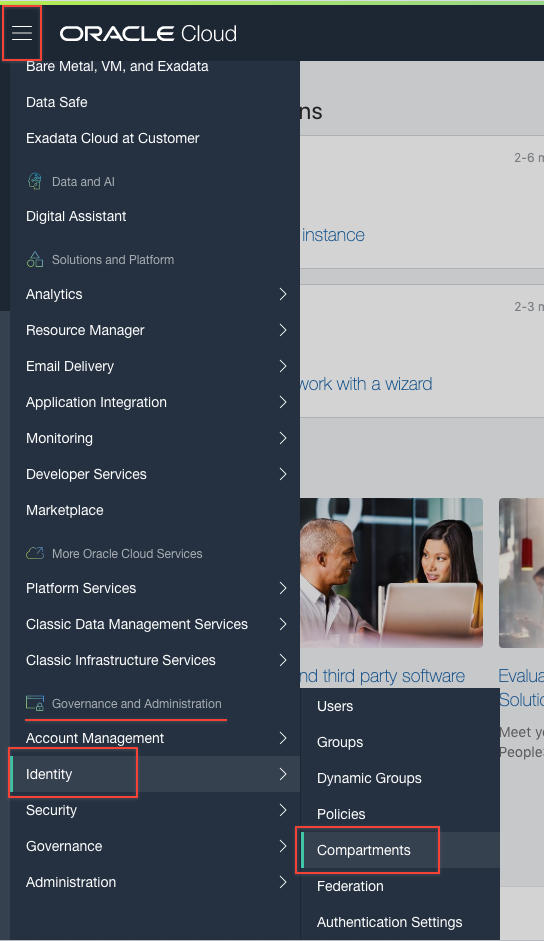 ORACLE Cloud
Bare Metal, VM, and Exadata
Data Safe
Exadata Cloud at Customer
Data and AI
Digital Assistant
Solutions and Platform
Analytics
Resource Manager
Email Delivery
Application Integration
Monitoring
Developer Services
Marketplace
More Oracle Cloud Services
Platform Services
Classic Data Management Services
Classic Infrastructure Services
Governance and Administration
Account Management
Identity
Security
Governance
Administration
Users
Groups
Dynamic Groups
Policies
Compartments
Federation
Authentication Settings
ns
2-6 m
instance
2-3 m
work with a wizard
nd third party software
Evalua
Solutio
Meet yo
People